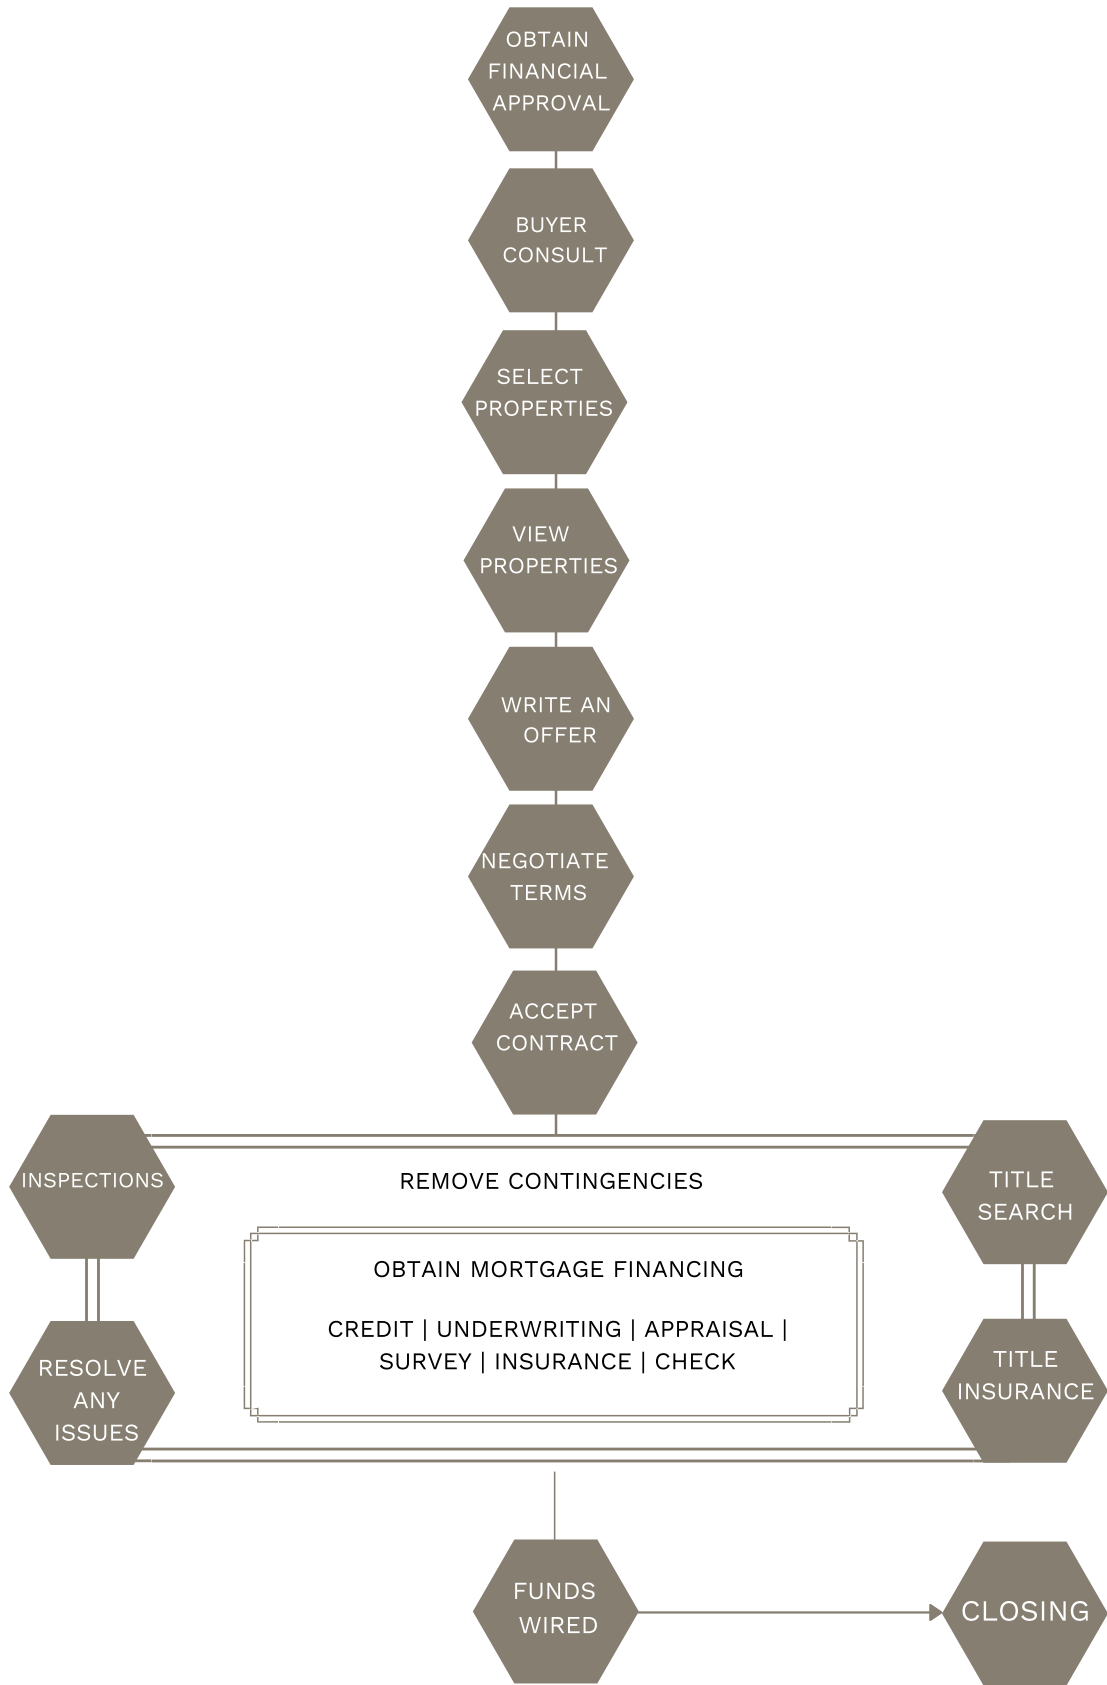 OBTAIN
FINANCIAL
APPROVAL
BUYER
CONSULT
SELECT
PROPERTIES
VIEW
PROPERTIES
WRITE AN
OFFER
NEGOTIATE
TERMS
ACCEPT
CONTRACT
INSPECTIONS
REMOVE CONTINGENCIES
TITLE
SEARCH
OBTAIN MORTGAGE FINANCING
CREDIT | UNDERWRITING | APPRAISAL |
SURVEY | INSURANCE | CHECK
RESOLVE
ANY
ISSUES
TITLE
INSURANCE
FUNDS
WIRED
CLOSING